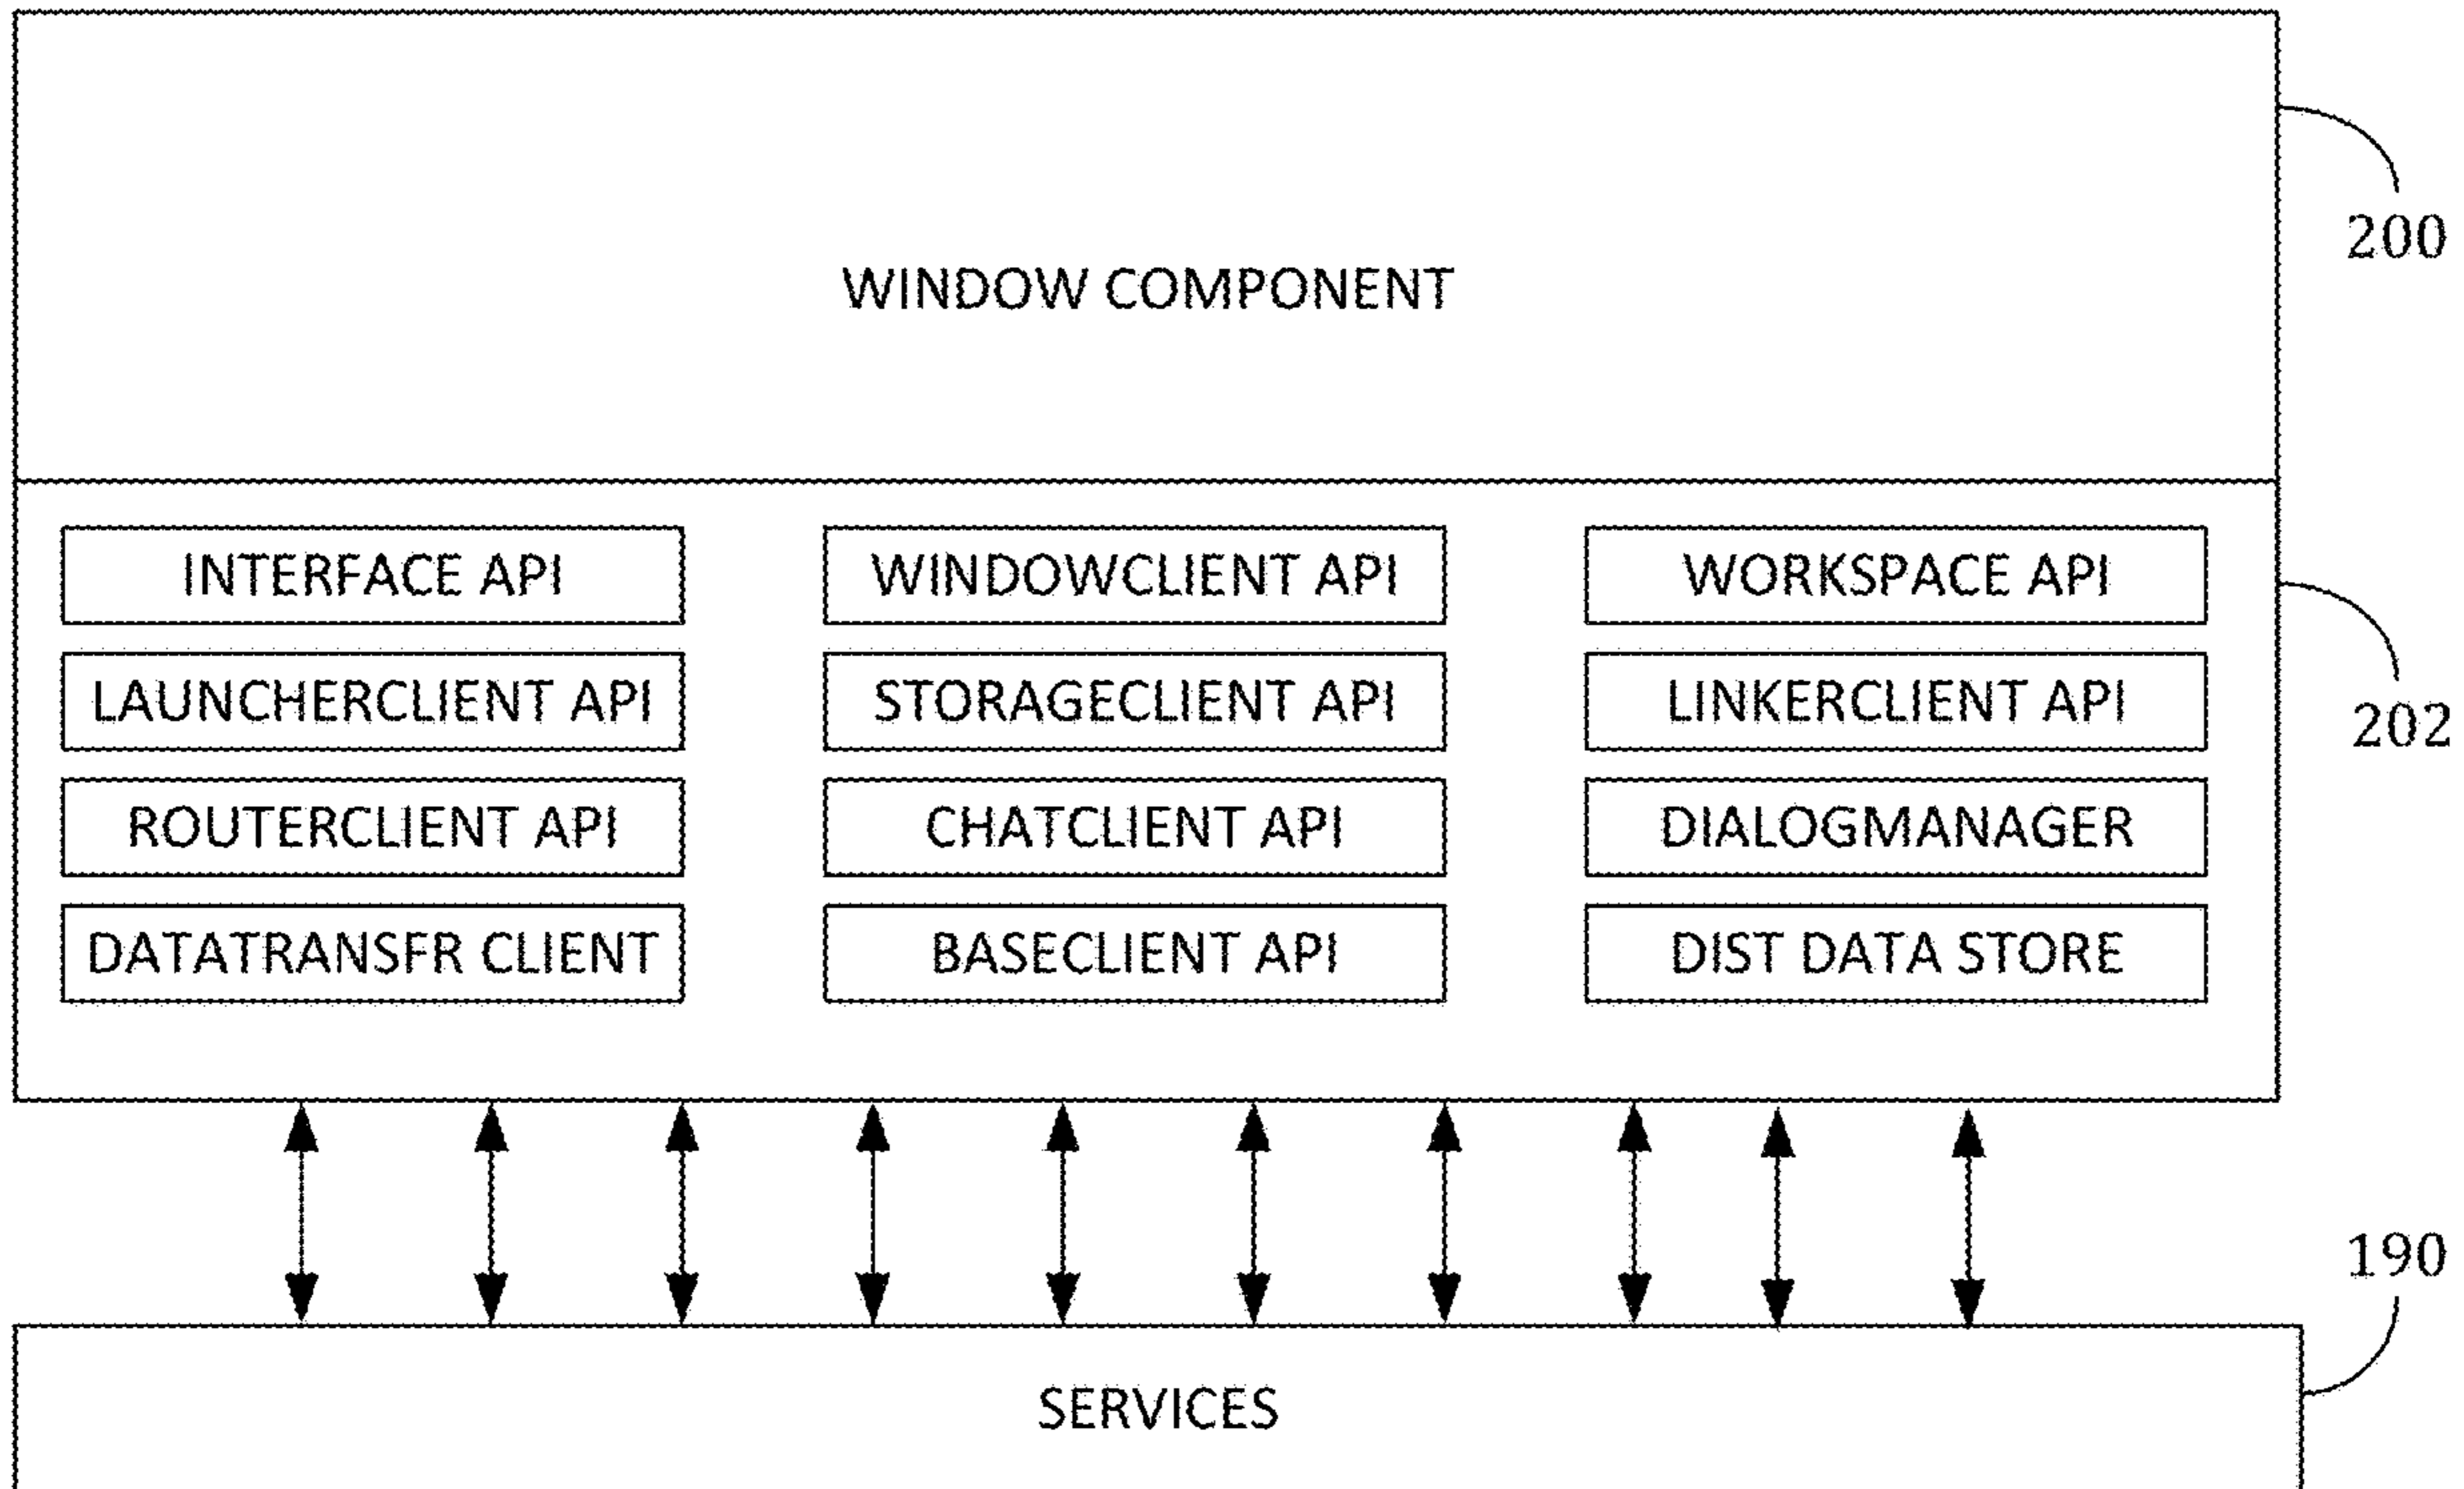 WINDOW COMPONENT
200
INTERFACE API
WINDOWCLIENT API
WORKSPACE API
LAUNCHERCLIENT API
STORAGECLIENT API
LINKERCLIENT API
202
ROUTERCLIENT API
CHATCLIENT API
DIALOGMANAGER
DATATRANSFR CLIENT
BASECLIENT API
DIST DATA STORE
190
SERVICES